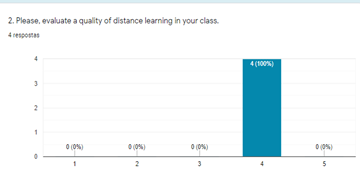 2. Please, evaluate a quality of distance learning in your class.
4 respostas
4
3
2
1
0
4 (100%)
0 (0%) 0 (0%) 0 (0%) 0 (0%)
1 2 3 4 5